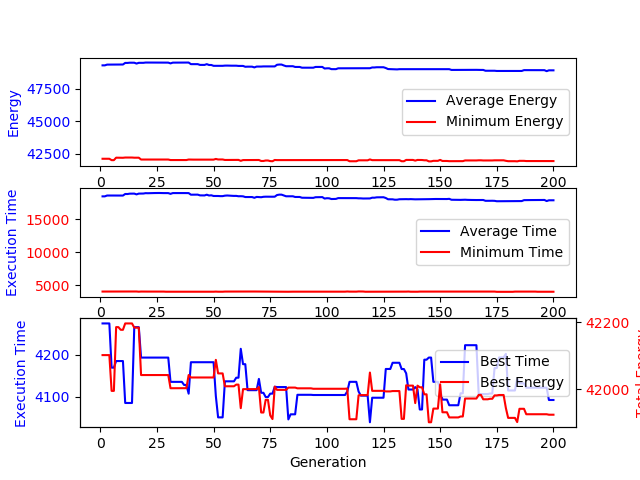 Energy
47500
45000
42500
Average Energy
Minimum Energy
0 25 50 75 100 125 150 175 200
Execution Time
15000
10000
5000
Average Time
Minimum Time
0 25 50 75 100 125 150 175 200
Execution Time
4200
4100
Best Time
Best Energy
42200
42000
Total Energy
0 25 50 75 100 125 150 175 200
Generation